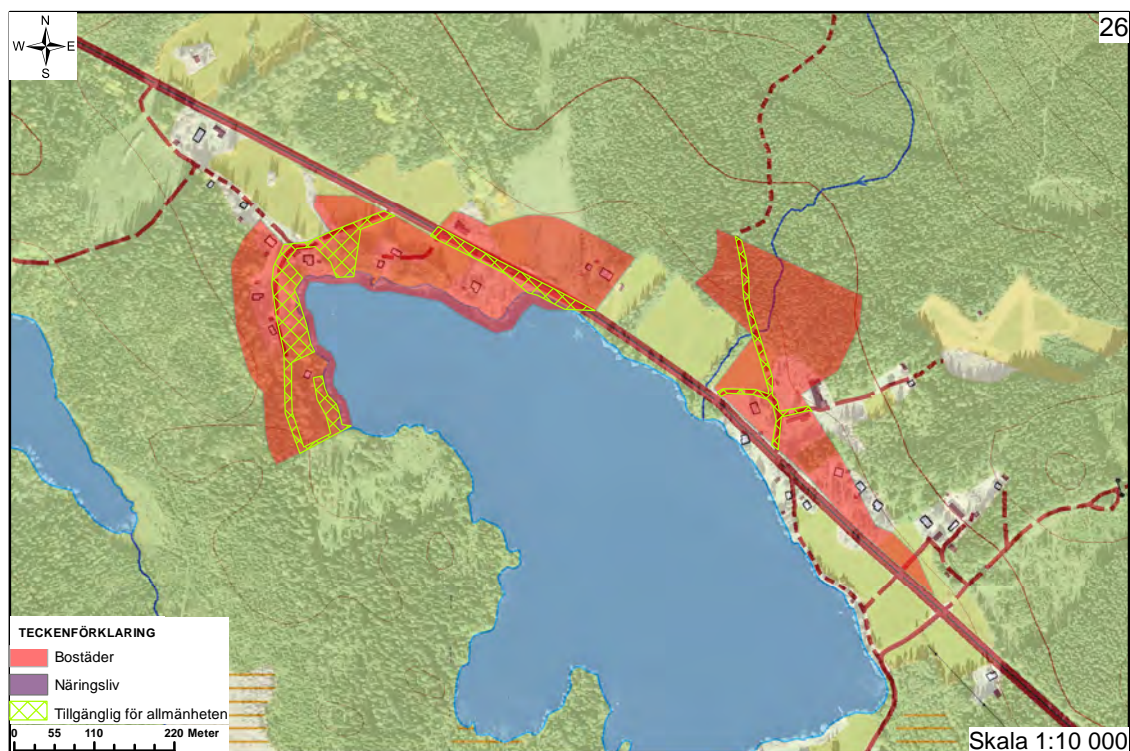 N
W E
S
26
TECKENFÖRKLARING
Bostäder
Näringsliv
Tillgänglig för allmänheten
0 55 110 220 Meter
Skala 1:10 000